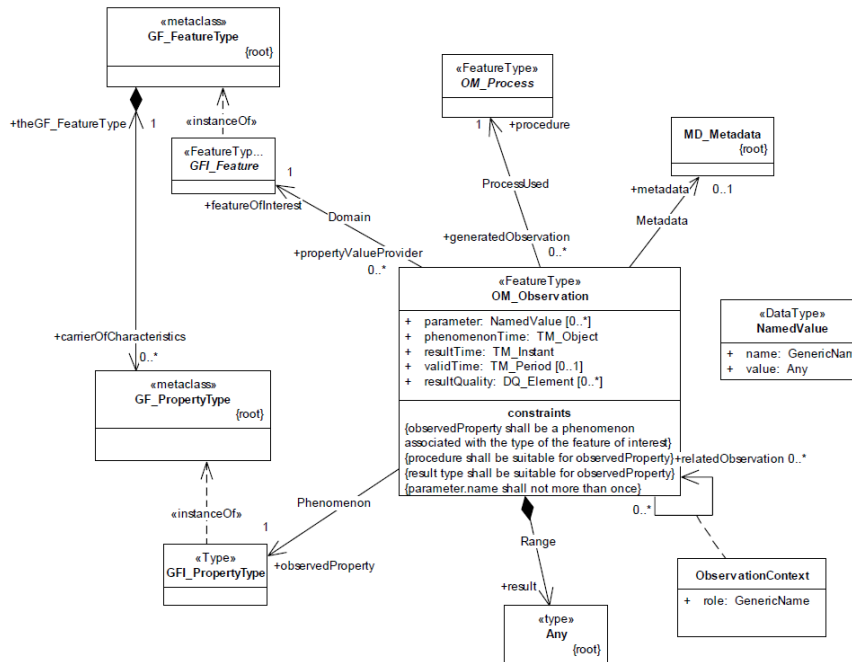 «metaclass»
GF_FeatureType
{root}
+theGF_FeatureType
1
«instanceOf»
«FeatureTyp...
GFI_Feature
1
+featureOfInterest
Domain
+propertyValueProvider
0..*
«FeatureType»
OM_Process
1
+procedure
ProcessUsed
+generatedObservation
0..*
MD_Metadata
{root}
+metadata
0..1
Metadata
«FeatureType»
OM_Observation
+ parameter: NamedValue [0..*]
+ phenomenonTime: TM_Object
+ resultTime: TM_Instant
+ validTime: TM_Period [0..1]
+ resultQuality: DQ_Element [0..*]
constraints
{observedProperty shall be a phenomenon
associated with the type of the feature of interest}
{procedure shall be suitable for observedProperty}
{result type shall be suitable for observedProperty}
{parameter.name shall not more than once}
«DataType»
NamedValue
+ name: GenericNam
+ value: Any
+carrierOfCharacteristics
0..*
«metaclass»
GF_PropertyType
{root}
«instanceOf»
1
«Type»
GFI_PropertyType
Phenomenon
+observedProperty
+relatedObservation 0..*
0..*
Range
+result
«type»
Any
{root}
ObservationContext
+ role: GenericName